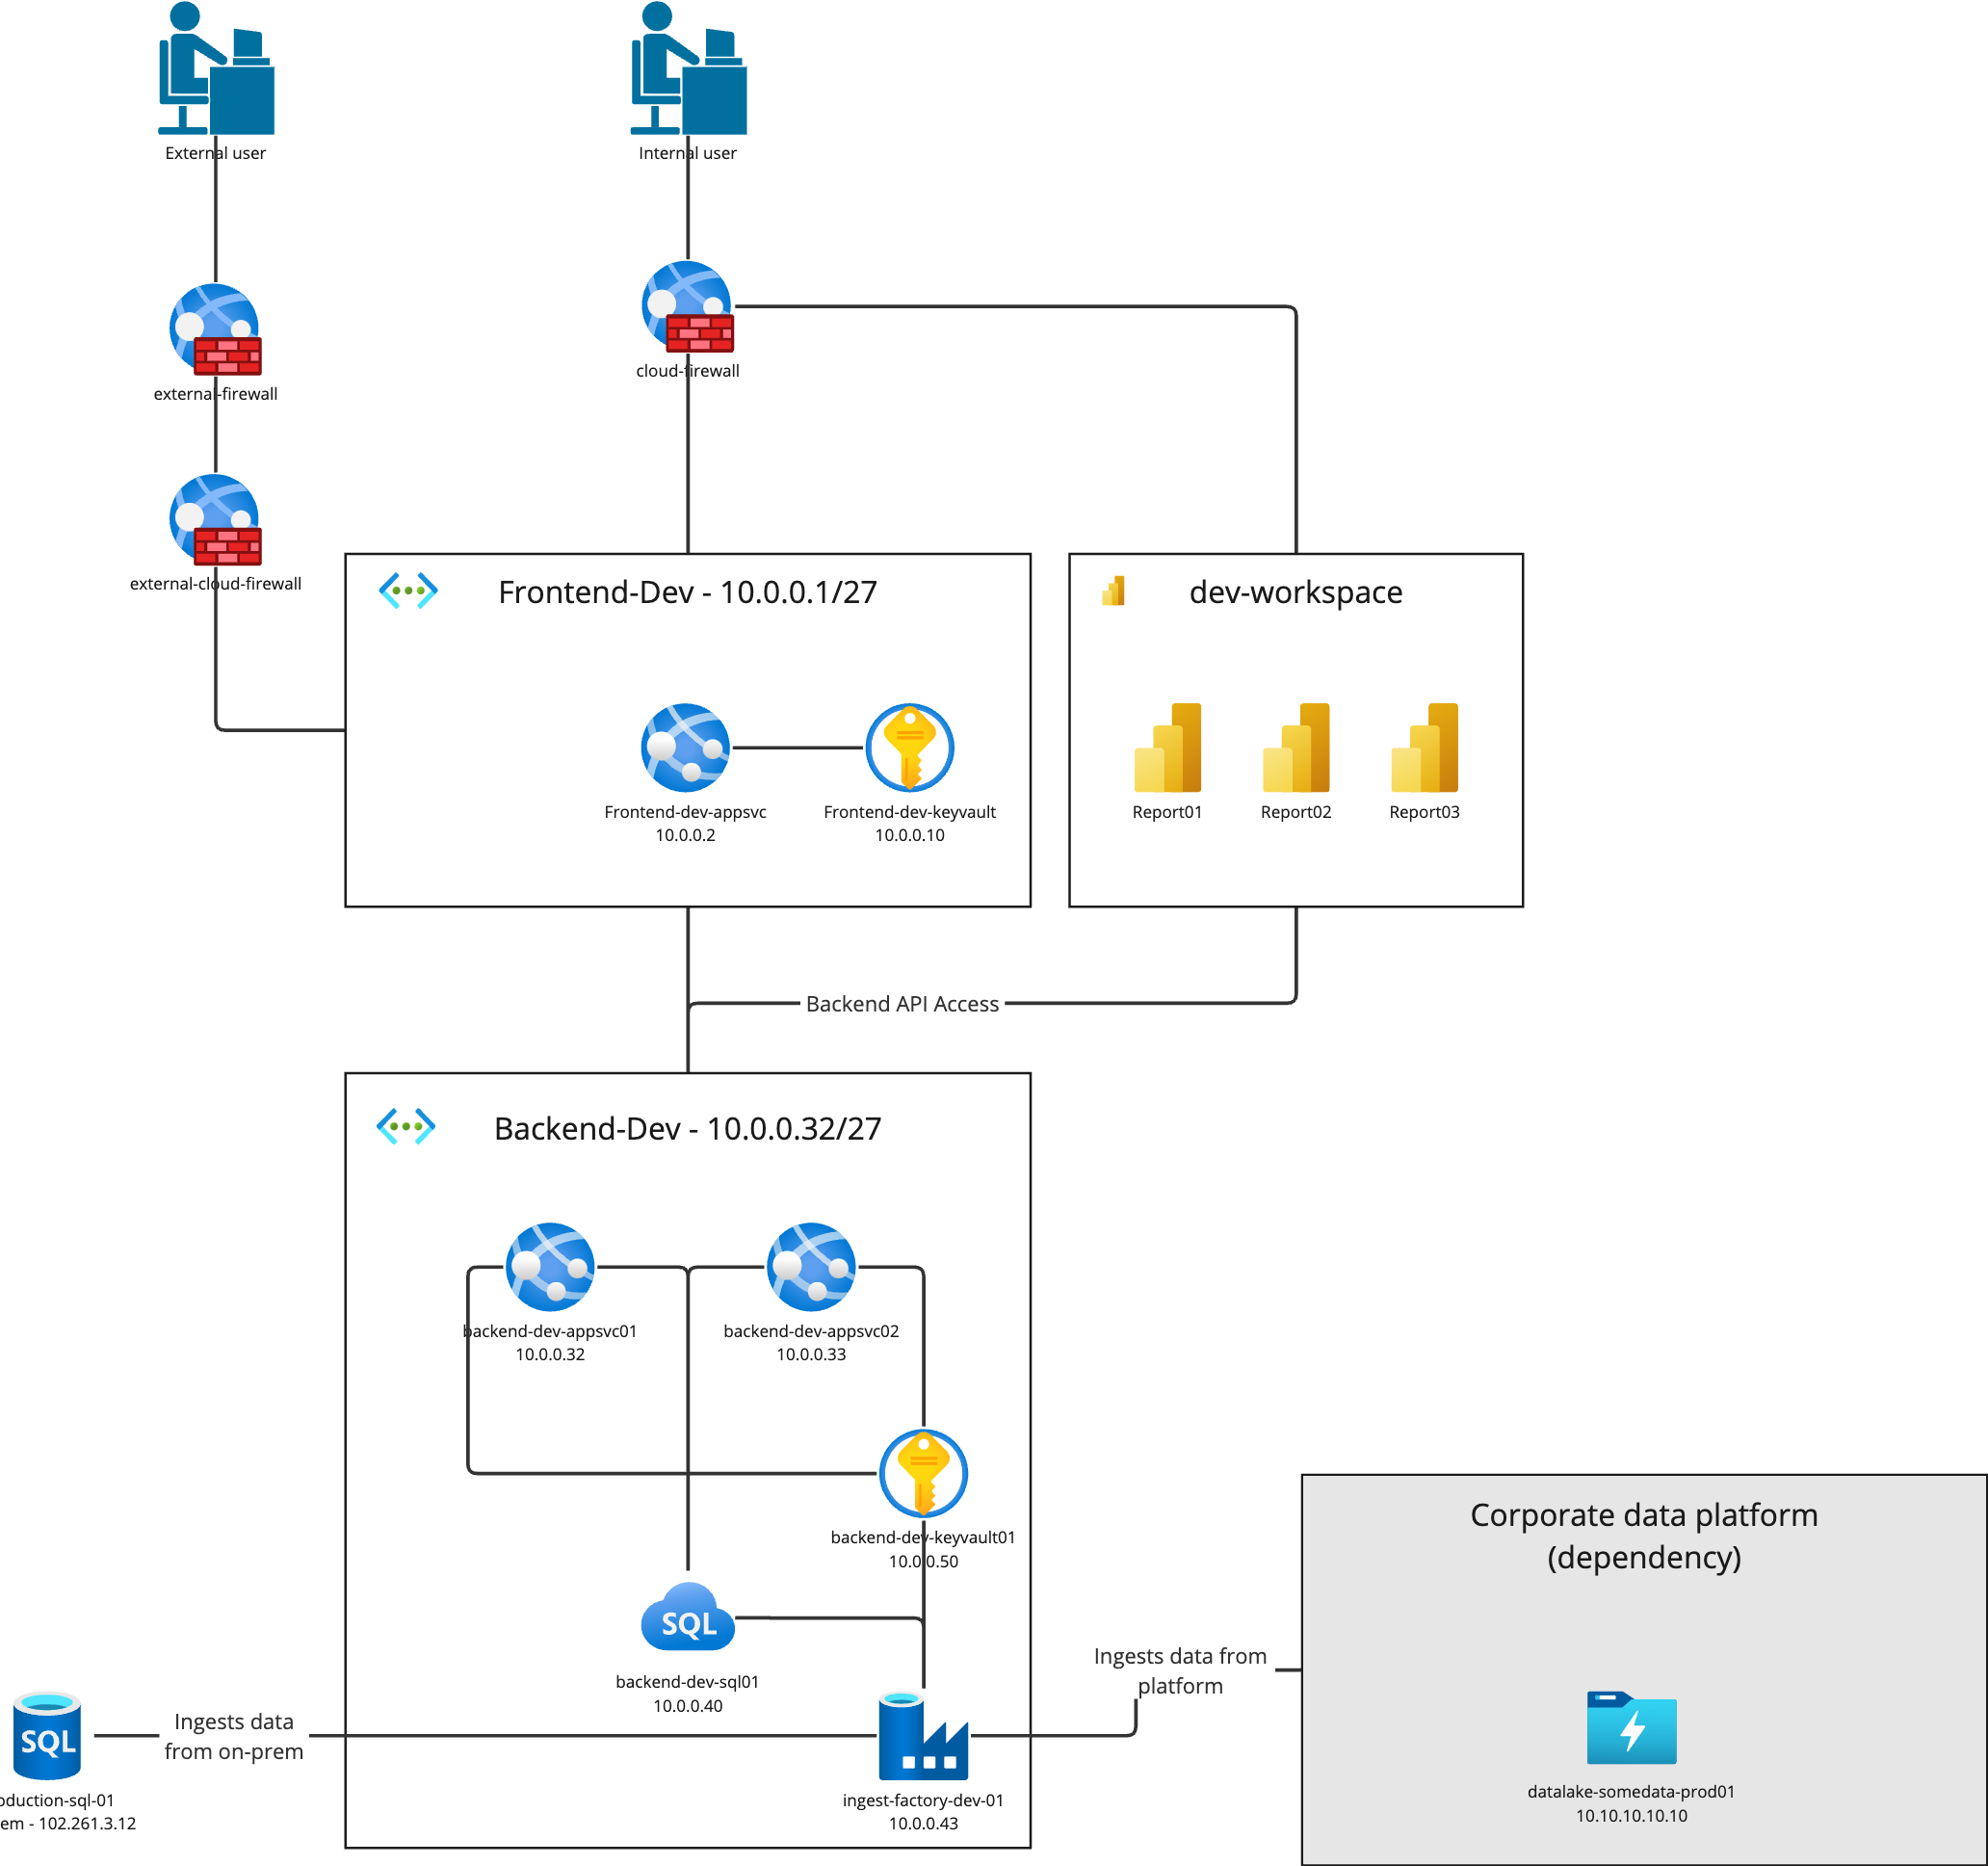 External user
Internal user
cloud-firewall
external-firewall
external-cloud-firewall
Frontend-Dev - 10.0.0.1/27
dev-workspace
Frontend-dev-appsvc
10.0.0.2
Frontend-dev-keyvault
10.0.0.10
Report01
Report02
Report03
Backend API Access
Backend-Dev - 10.0.0.32/27
backend-dev-appsvc01
10.0.0.32
backend-dev-appsvc02
10.0.0.33
backend-dev-keyvault01
10.0.0.50
SQL
backend-dev-sql01
10.0.0.40
Corporate data platform
(dependency)
Ingests data from
platform
SQL
Ingests data
from on-prem
oduction-sql-01
em - 102.261.3.12
ingest-factory-dev-01
10.0.0.43
datalake-somedata-prod01
10.10.10.10.10